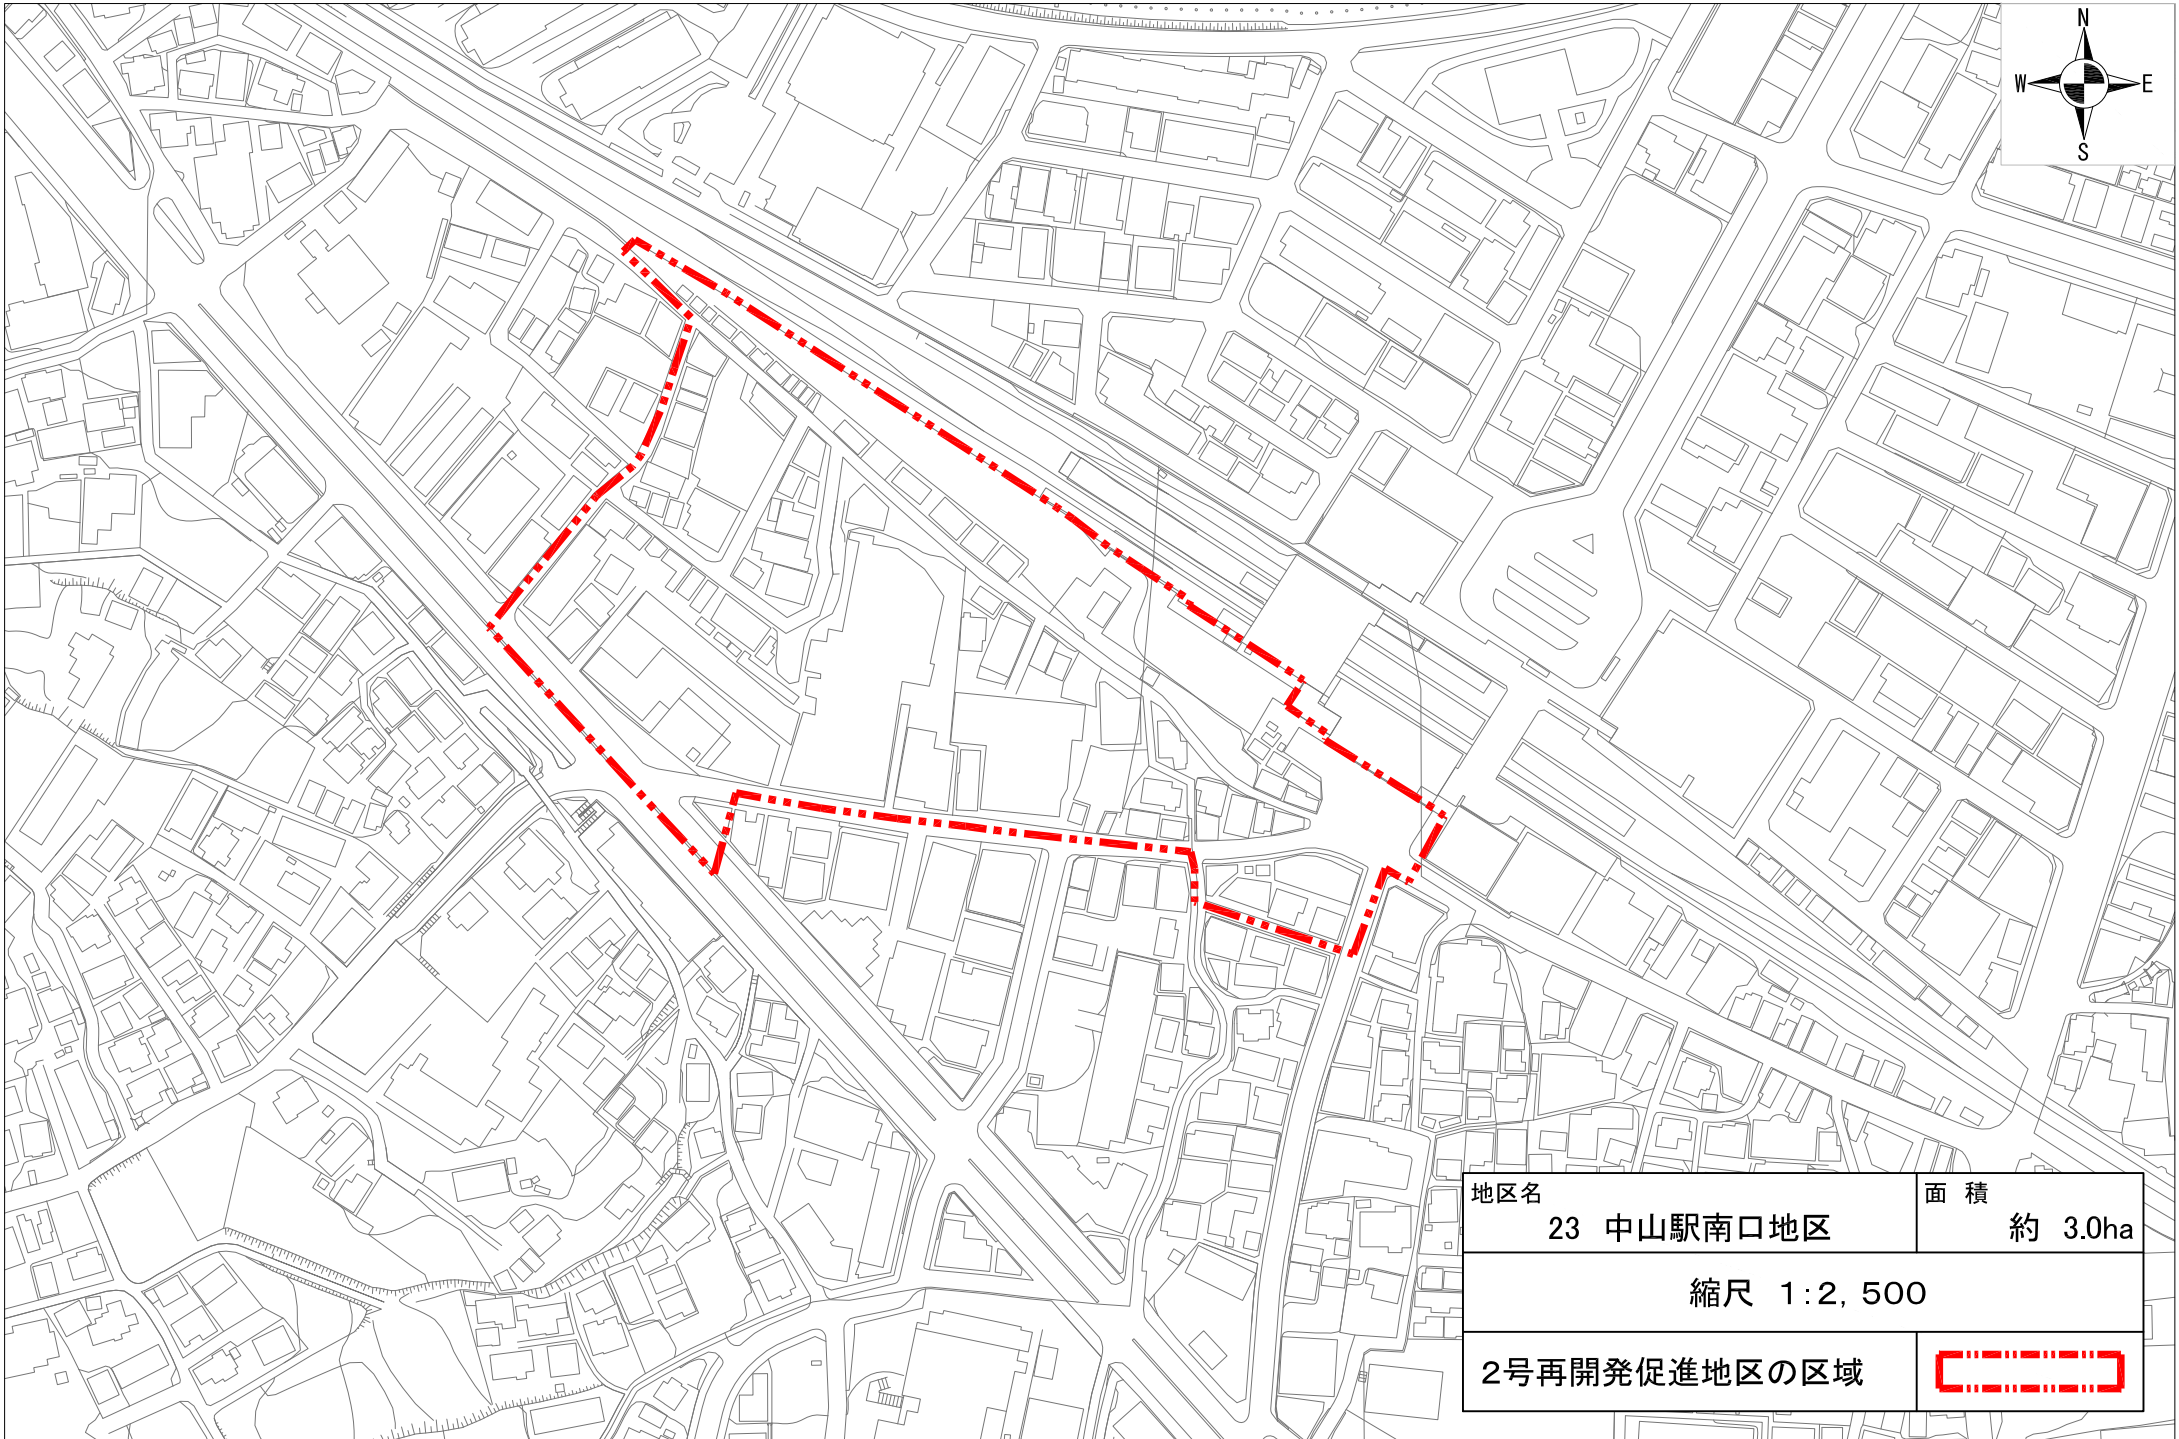 N
W E
S
地区名
23 中山駅南口地区
面 積
約 3.0ha
縮尺 1:2,500
2号再開発促進地区の区域